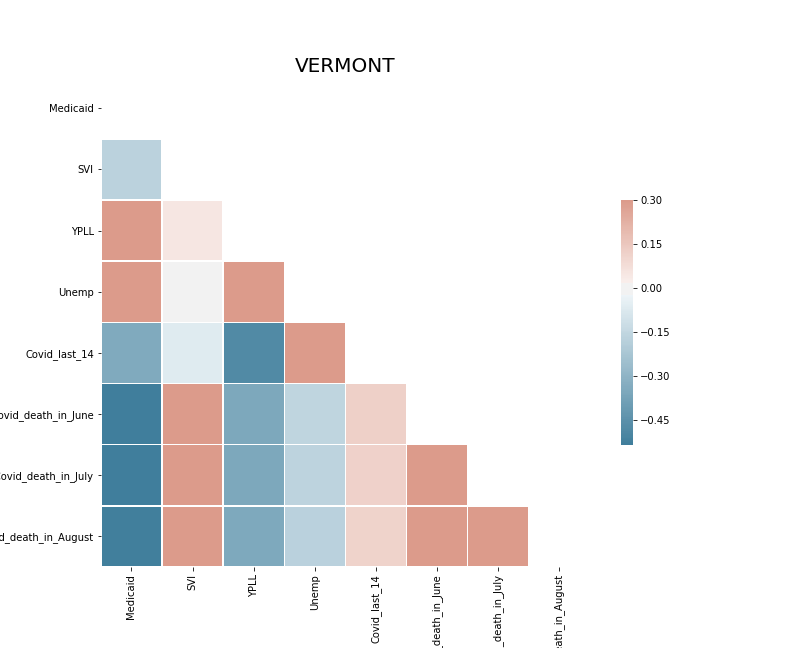 VERMONT
Medicaid
SVI
YPLL
Unemp
Covid_last_14
ovid_death_in_June
ovid_death_in_July
d_death_in_August
0.30
0.15
0.00
−0.15
−0.30
−0.45
Medicaid
SVI
YPLL
Unemp
Covid_last_14
_death_in_June
_death_in_July
eath_in_August